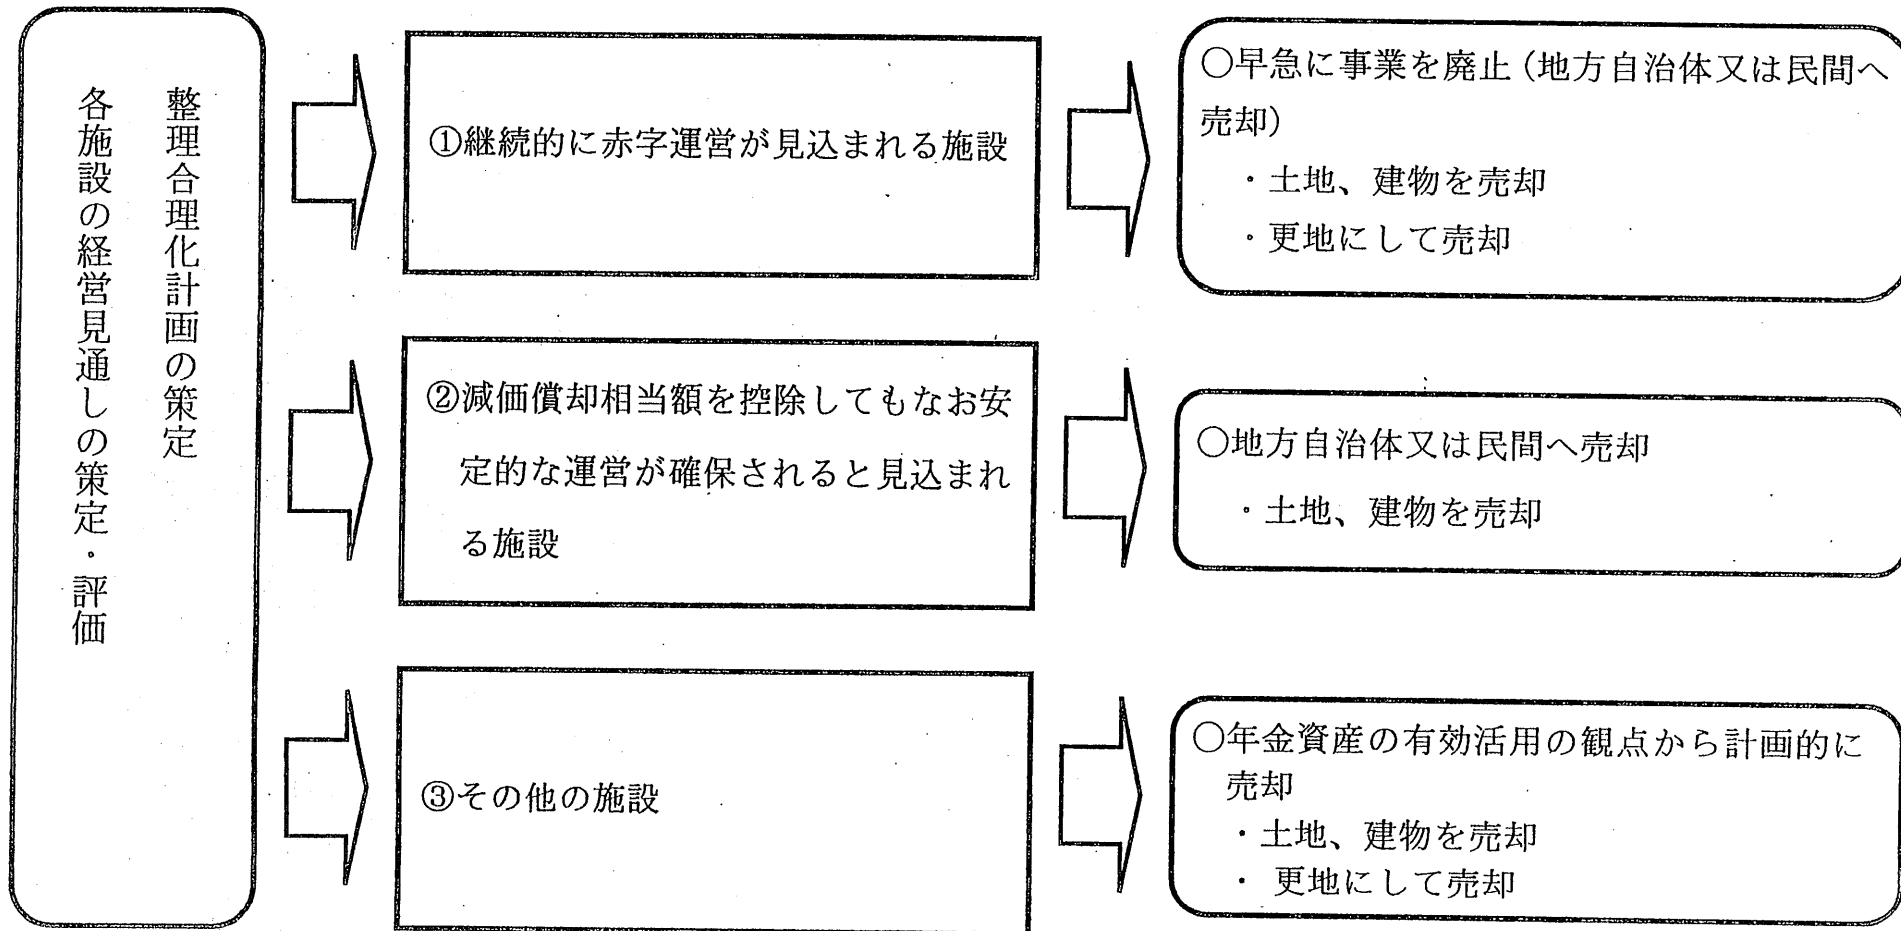 整理合理化計画の策定
各施設の経営見通しの策定・評価
①継続的に赤字運営が見込まれる施設
○早急に事業を廃止（地方自治体又は民間へ
売却）
・土地、建物を売却
・更地にして売却
②減価償却相当額を控除してもなお安
定的な運営が確保されると見込まれ
る施設
○地方自治体又は民間へ売却
・土地、建物を売却
③その他の施設
○年金資産の有効活用の観点から計画的に
売却
・土地、建物を売却
・ 更地にして売却